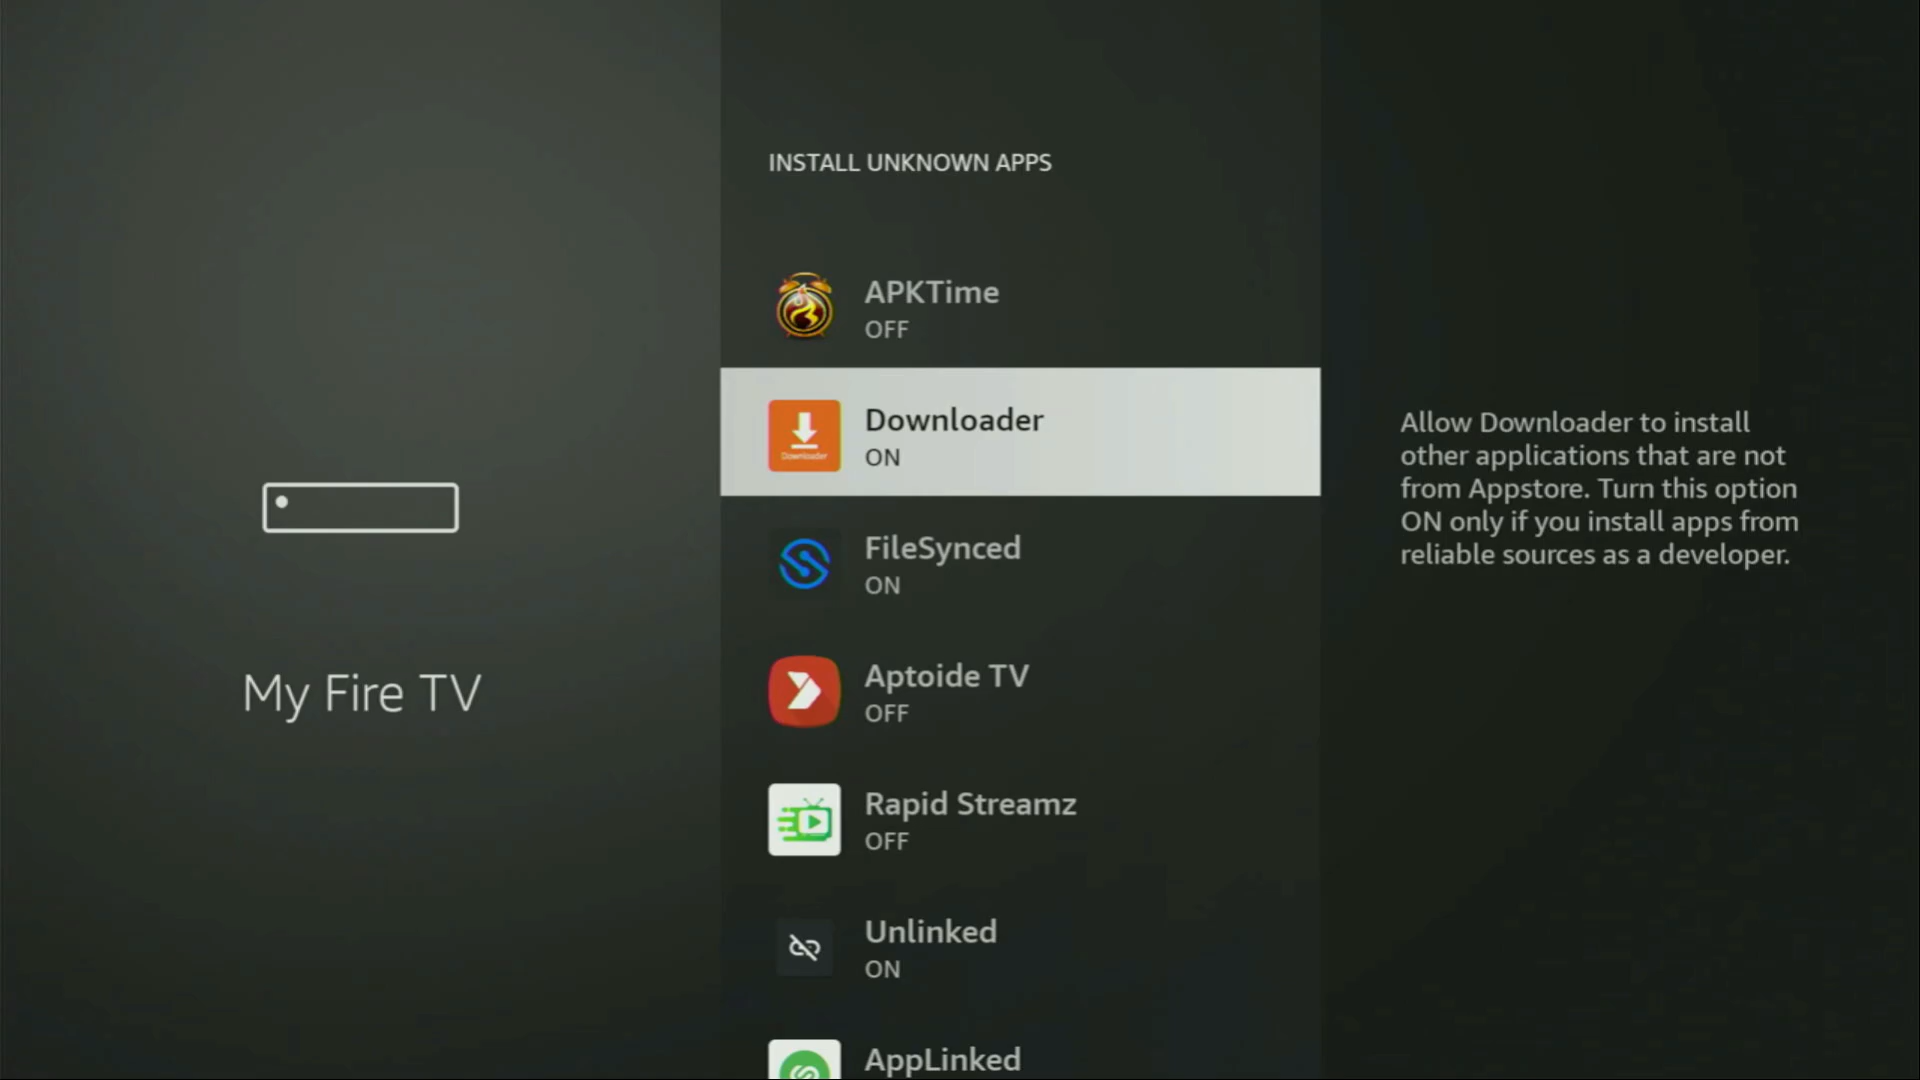 INSTALL UNKNOWN APPS
APKTime
OFF
Downloader
Downloader
ON
FileSynced
ON
Aptoide TV
OFF
Rapid Streamz
OFF
Unlinked
ON
AppLinked
My Fire TV
Allow Downloader to install
other applications that are not
from Appstore. Turn this option
ON only if you install apps from
reliable sources as a developer.